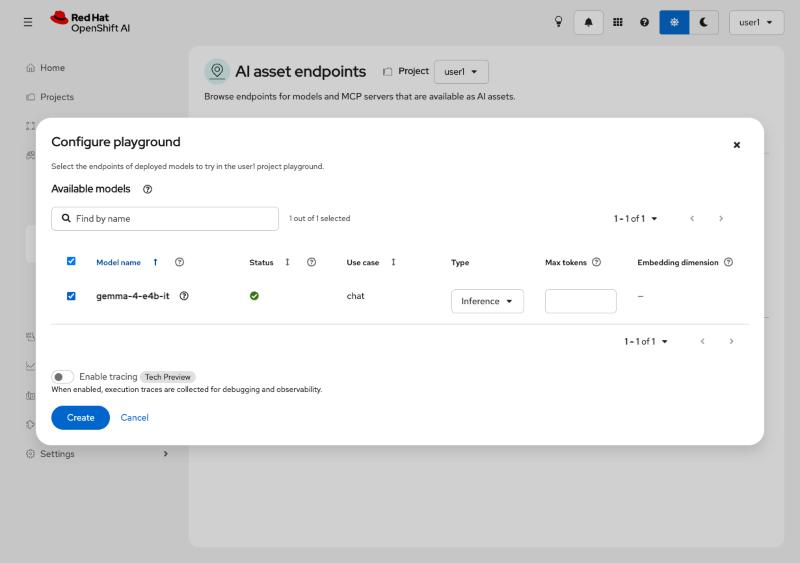 Red Hat
OpenShift AI
user1
Home
Projects
Settings
AI asset endpoints
Project
user1
Browse endpoints for models and MCP servers that are available as AI assets.
Configure playground
Select the endpoints of deployed models to try in the user1 project playground.
Available models
Find by name
1 out of 1 selected
1 - 1 of 1
Model name
Status
Use case
Type
Max tokens
Embedding dimension
gemma-4-e4b-it
chat
Inference
–
1 - 1 of 1
Enable tracing
Tech Preview
When enabled, execution traces are collected for debugging and observability.
Create
Cancel